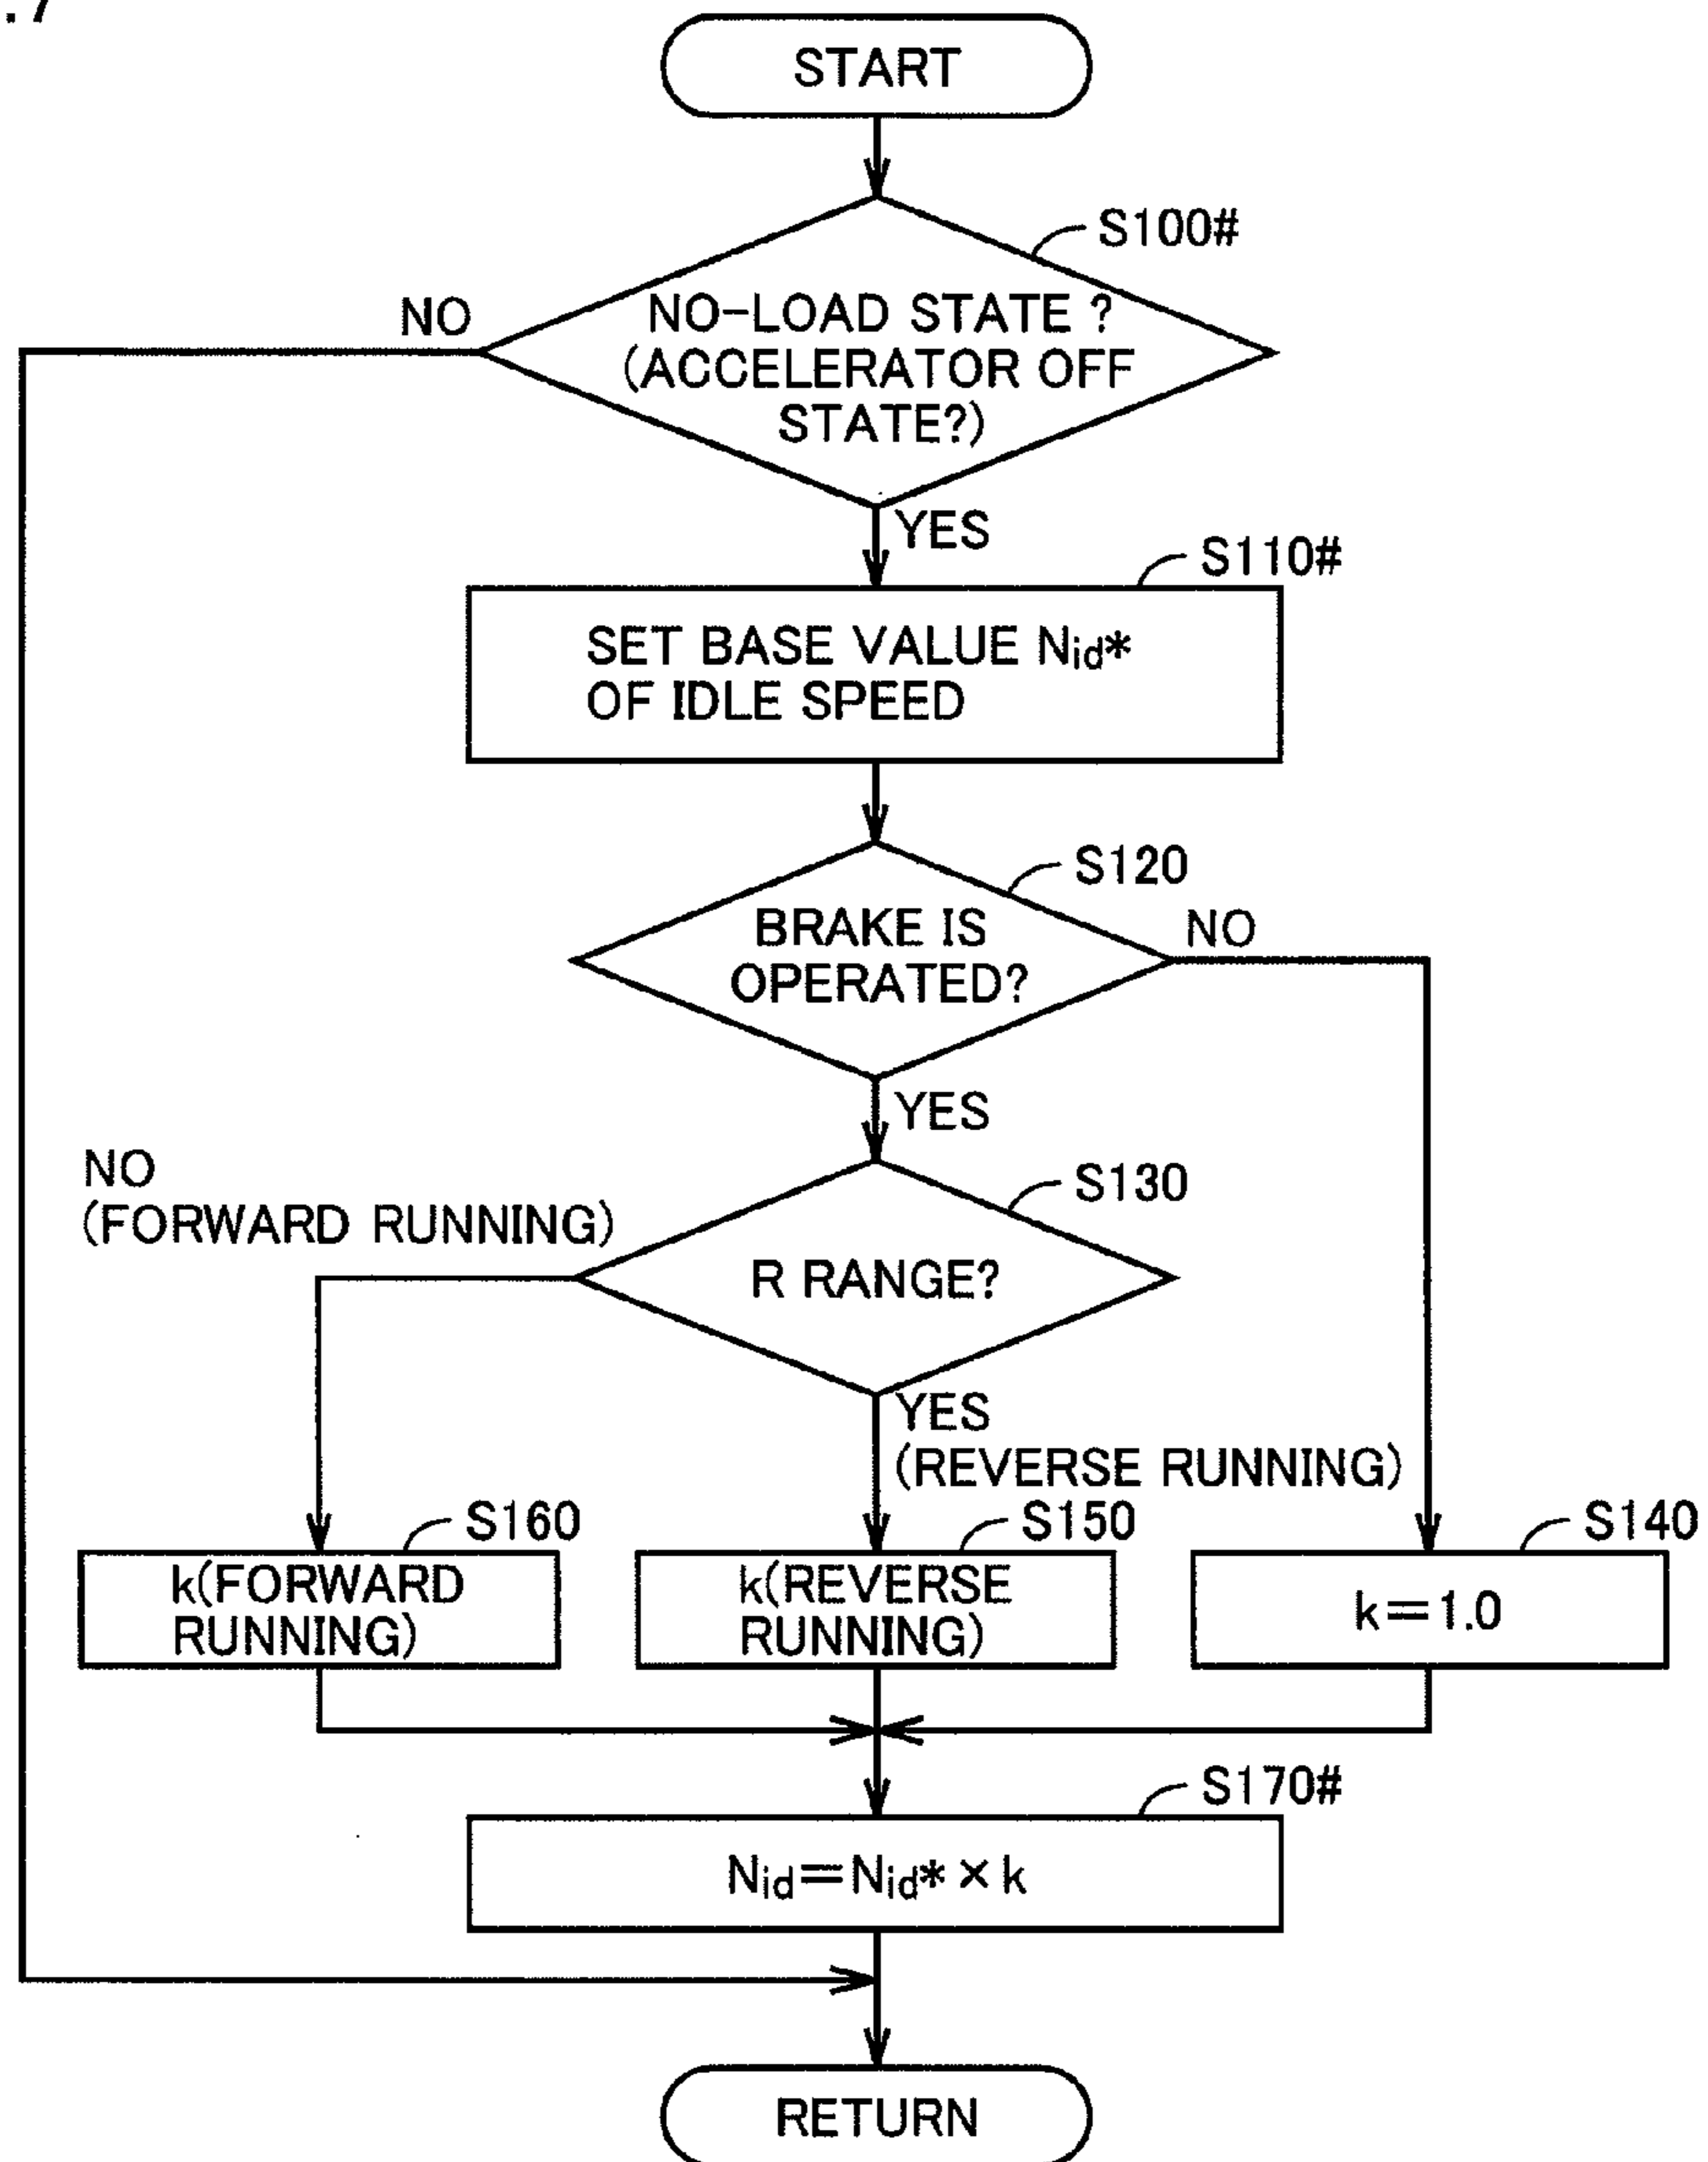 .7
START
S100#
NO
NO-LOAD STATE ?
(ACCELERATOR OFF
STATE?)
YES
S110#
SET BASE VALUE Nid*
OF IDLE SPEED
S120
BRAKE IS
OPERATED?
NO
YES
NO
(FORWARD RUNNING)
S130
R RANGE?
YES
(REVERSE RUNNING)
S160
S150
S140
k(FORWARD
RUNNING)
k(REVERSE
RUNNING)
k=1.0
S170#
Nid=Nid*×k
RETURN